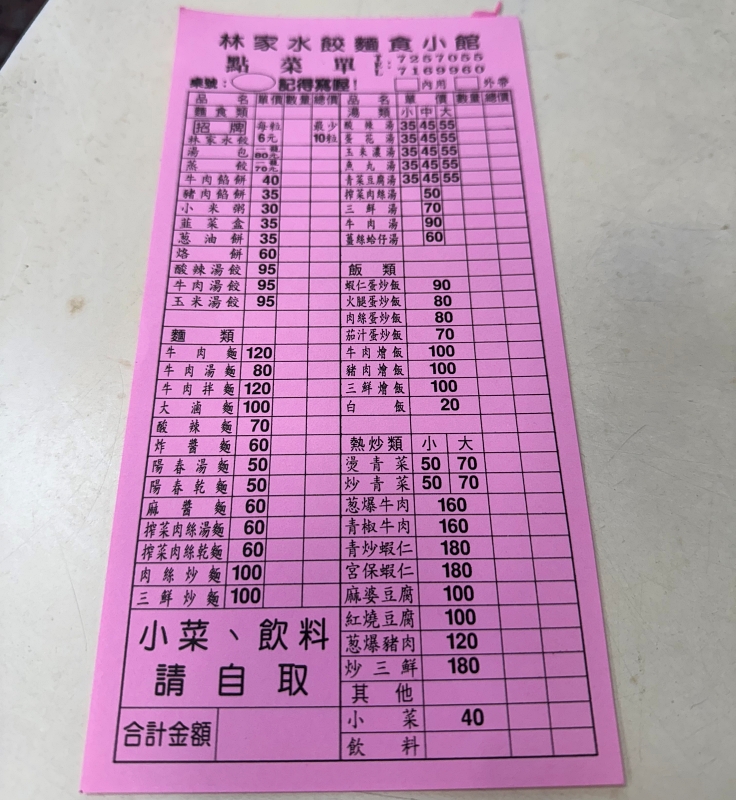 林家水餃麵食小館
點菜單 TEL:7257055
7169960
桌號: 記得寫喔! 內用 外帶
品名 單價 數量 總價
麵食類
招牌 每粒 最少
林家水餃 6元 10粒
湯包 一籠80元
蒸餃 一籠70元
牛肉餡餅 40
豬肉餡餅 35
小米粥 30
韮菜盒 35
葱油餅 35
烙餅 60
酸辣湯餃 95
牛肉湯餃 95
玉米湯餃 95
麵類
牛肉麵 120
牛肉湯麵 80
牛肉拌麵 120
大滷麵 100
酸辣麵 70
炸醬麵 60
陽春湯麵 50
陽春乾麵 50
麻醬麵 60
搾菜肉絲湯麵 60
搾菜肉絲乾麵 60
肉絲炒麵 100
三鮮炒麵 100
小菜、飲料
請自取
合計金額
品名 單價 數量 總價
湯類 小 中 大
酸辣湯 35 45 55
蛋花湯 35 45 55
玉米濃湯 35 45 55
魚丸湯 35 45 55
青菜豆腐湯 35 45 55
搾菜肉絲湯 50
三鮮湯 70
牛肉湯 90
薑絲蛤仔湯 60
飯類
蝦仁蛋炒飯 90
火腿蛋炒飯 80
肉絲蛋炒飯 80
茄汁蛋炒飯 70
牛肉燴飯 100
豬肉燴飯 100
三鮮燴飯 100
白飯 20
熱炒類 小 大
燙青菜 50 70
炒青菜 50 70
葱爆牛肉 160
青椒牛肉 160
青炒蝦仁 180
宮保蝦仁 180
麻婆豆腐 100
紅燒豆腐 100
葱爆豬肉 120
炒三鮮 180
其他
小菜 40
飲料